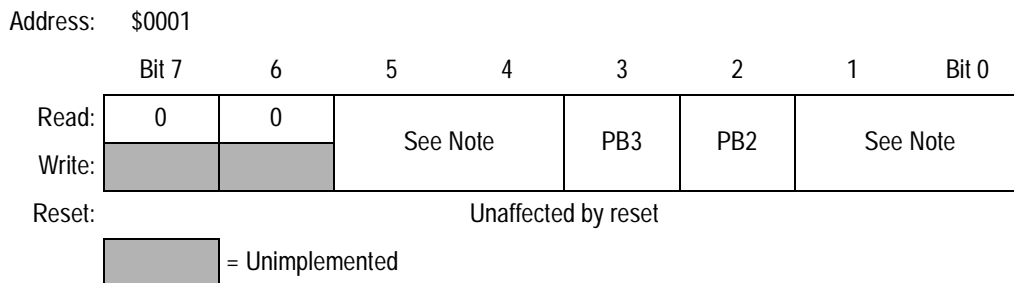 Address: $0001
Bit 7 6 5 4 3 2 1 Bit 0
Read: 0 0 See Note PB3 PB2 See Note
Write:
Reset: Unaffected by reset
= Unimplemented